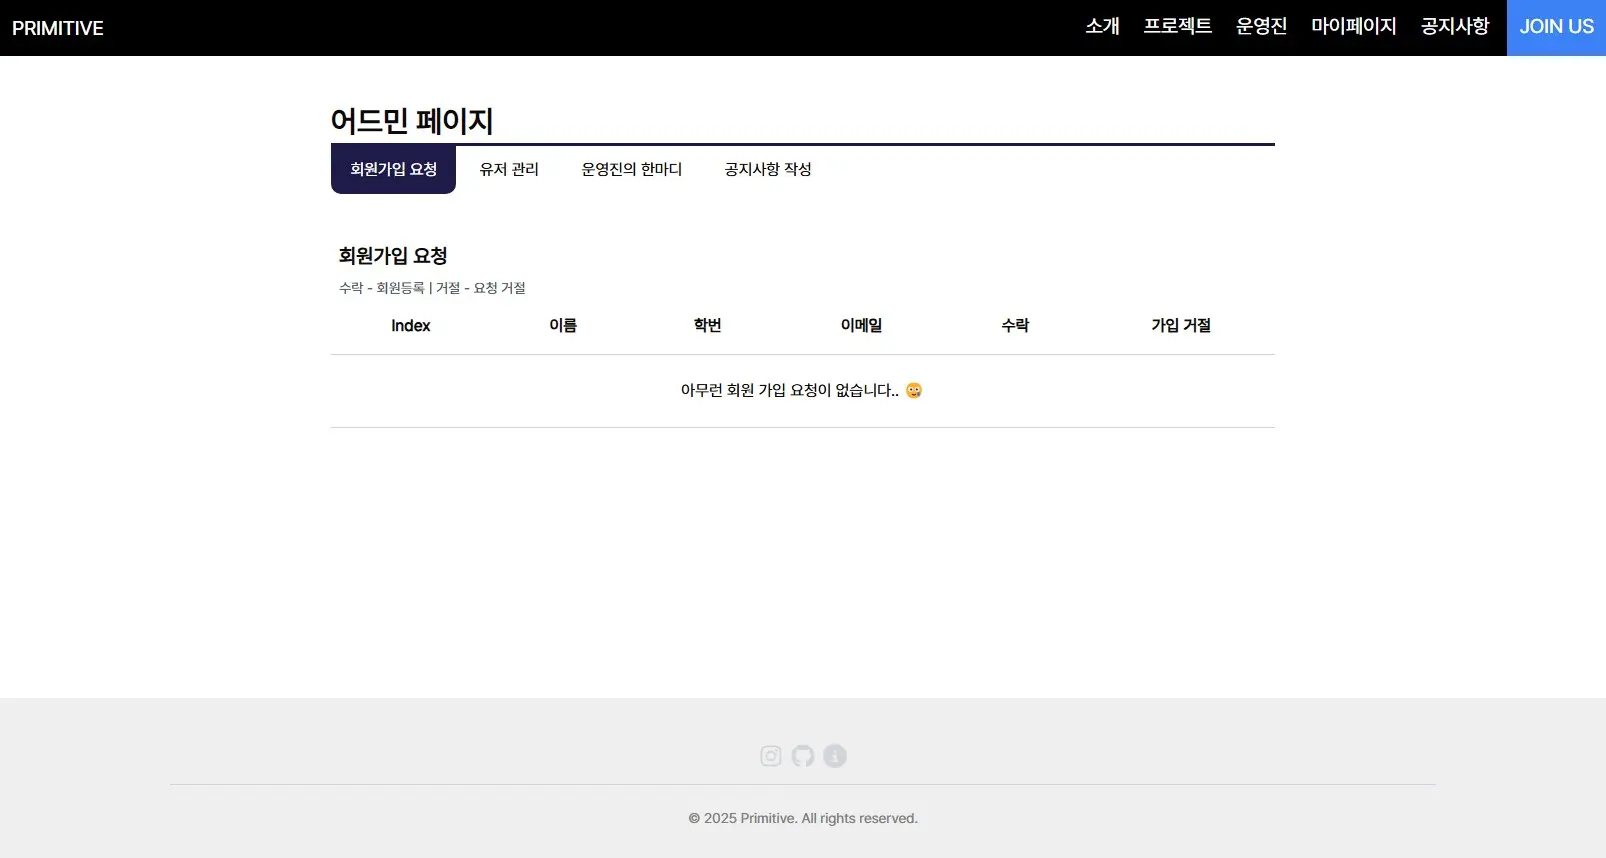 PRIMITIVE 소개 프로젝트 운영진 마이페이지 공지사항 JOIN US
어드민 페이지
회원가입 요청 유저 관리 운영진의 한마디 공지사항 작성
회원가입 요청
수락 - 회원등록 | 거절 - 요청 거절
Index 이름 학번 이메일 수락 가입 거절
아무런 회원 가입 요청이 없습니다.. 😳
© 2025 Primitive. All rights reserved.